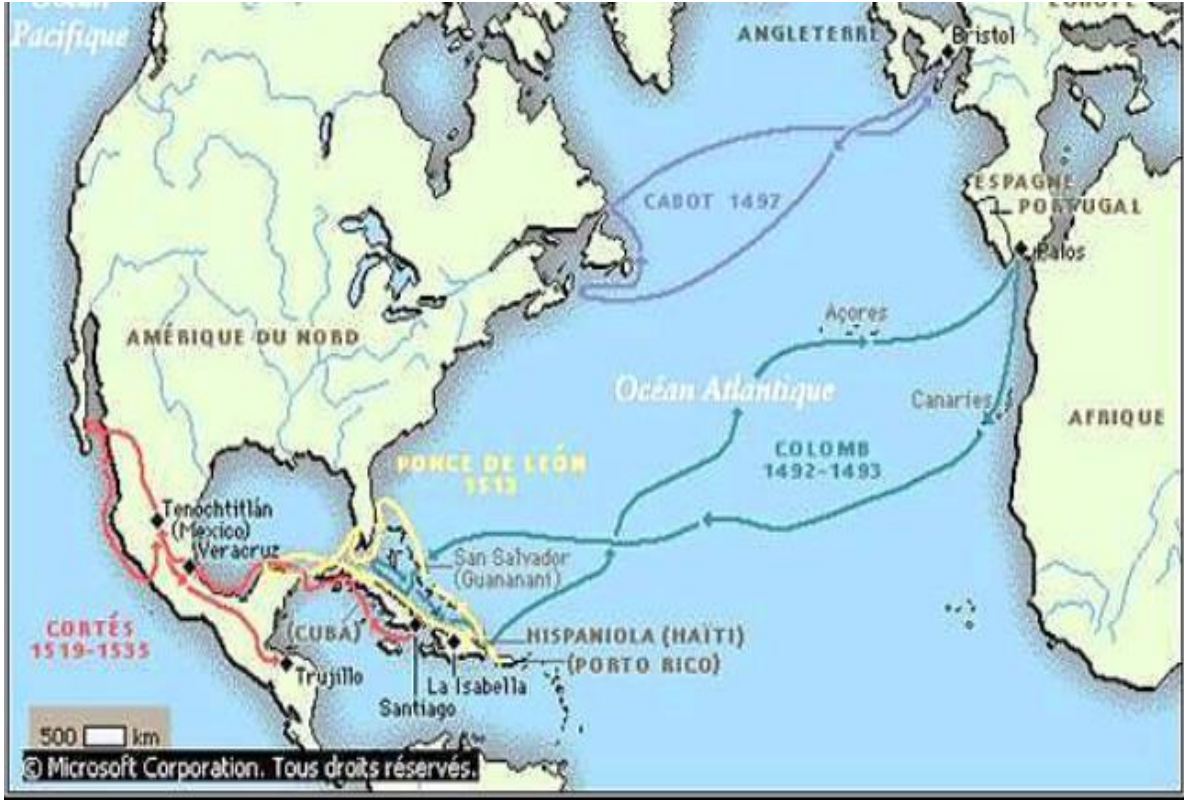 Océan
Pacifique
ANGLETERRE
Bristol
EUROPE
CABOT 1497
ESPAGNE
PORTUGAL
Palos
Açores
AMÉRIQUE DU NORD
Océan Atlantique
Canaries
AFRIQUE
COLOMB
1492-1493
PONCE DE LEÓN
1513
Tenochtitlán
(Mexico)
Veracruz
San Salvador
(Guananani)
CORTÉS
1519-1535
(CUBA)
HISPANIOLA (HAÏTI)
(PORTO RICO)
Trujillo
La Isabella
Santiago
500 km
© Microsoft Corporation. Tous droits réservés.